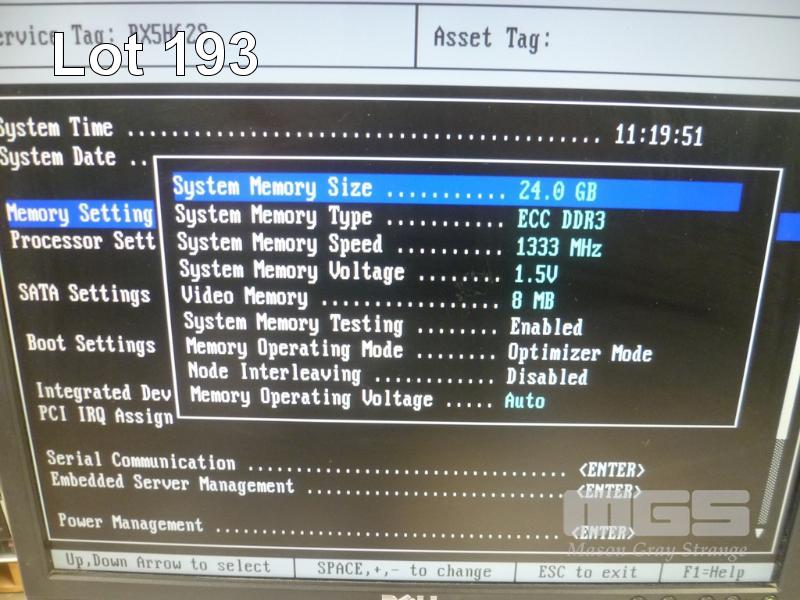 Service Tag: Asset Tag:
Lot 193
System Time ........................................... 11:19:51
System Date ..
System Memory Size ........... 24.0 GB
Memory Setting
System Memory Type ........... ECC DDR3
Processor Sett
System Memory Speed .......... 1333 MHz
System Memory Voltage ........ 1.5V
SATA Settings
Video Memory ................. 8 MB
System Memory Testing ........ Enabled
Boot Settings
Memory Operating Mode ........ Optimizer Mode
Node Interleaving ............ Disabled
Integrated Dev
Memory Operating Voltage ..... Auto
PCI IRQ Assign
Serial Communication ............................. <ENTER>
Embedded Server Management ....................... <ENTER>
MGS
Mason Gray Strange
Power Management ................................. <ENTER>
Up,Down Arrow to select SPACE,+,- to change ESC to exit F1=Help
DELL